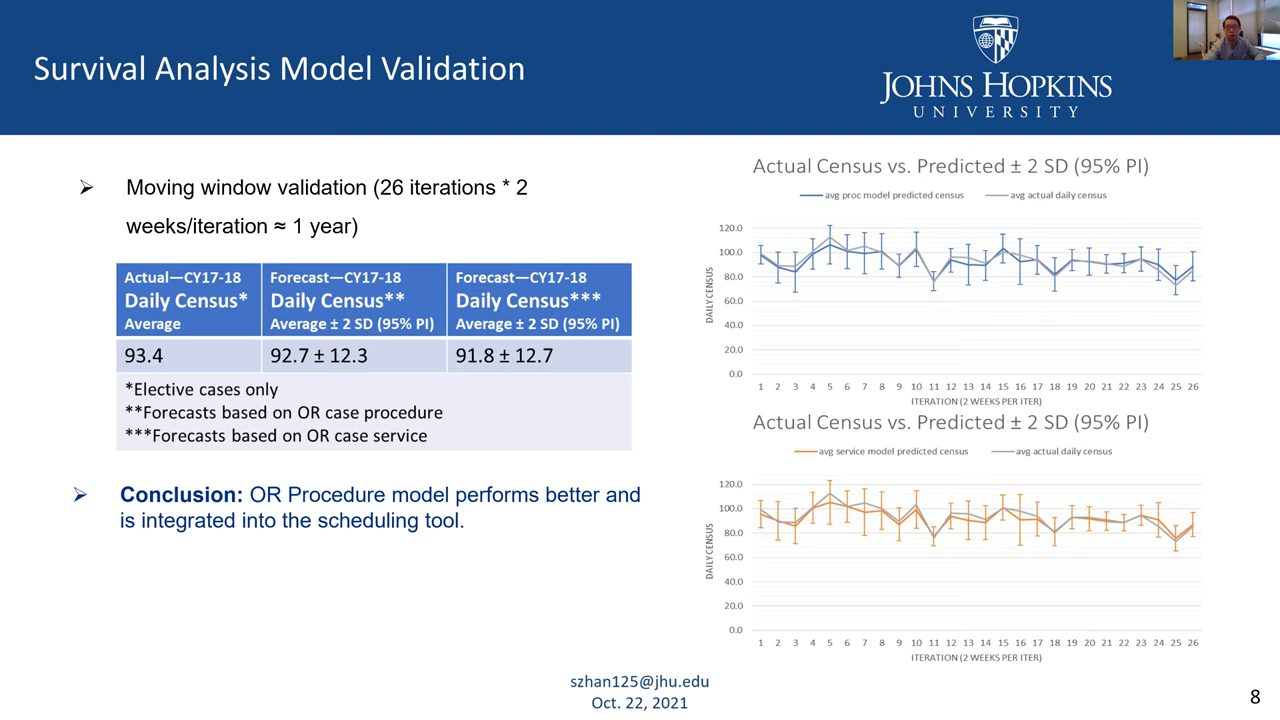 Survival Analysis Model Validation
JOHNS HOPKINS
UNIVERSITY
➢ Moving window validation (26 iterations * 2
weeks/iteration ≈ 1 year)
Actual—CY17-18 Forecast—CY17-18 Forecast—CY17-18
Daily Census* Daily Census** Daily Census***
Average Average ± 2 SD (95% PI) Average ± 2 SD (95% PI)
93.4 92.7 ± 12.3 91.8 ± 12.7
*Elective cases only
**Forecasts based on OR case procedure
***Forecasts based on OR case service
➢ Conclusion: OR Procedure model performs better and
is integrated into the scheduling tool.
Actual Census vs. Predicted ± 2 SD (95% PI)
avg proc model predicted census avg actual daily census
DAILY CENSUS
120.0
100.0
80.0
60.0
40.0
20.0
0.0
1 2 3 4 5 6 7 8 9 10 11 12 13 14 15 16 17 18 19 20 21 22 23 24 25 26
ITERATION (2 WEEKS PER ITER)
Actual Census vs. Predicted ± 2 SD (95% PI)
avg service model predicted census avg actual daily census
DAILY CENSUS
120.0
100.0
80.0
60.0
40.0
20.0
0.0
1 2 3 4 5 6 7 8 9 10 11 12 13 14 15 16 17 18 19 20 21 22 23 24 25 26
ITERATION (2 WEEKS PER ITER)
szhan125@jhu.edu
Oct. 22, 2021
8